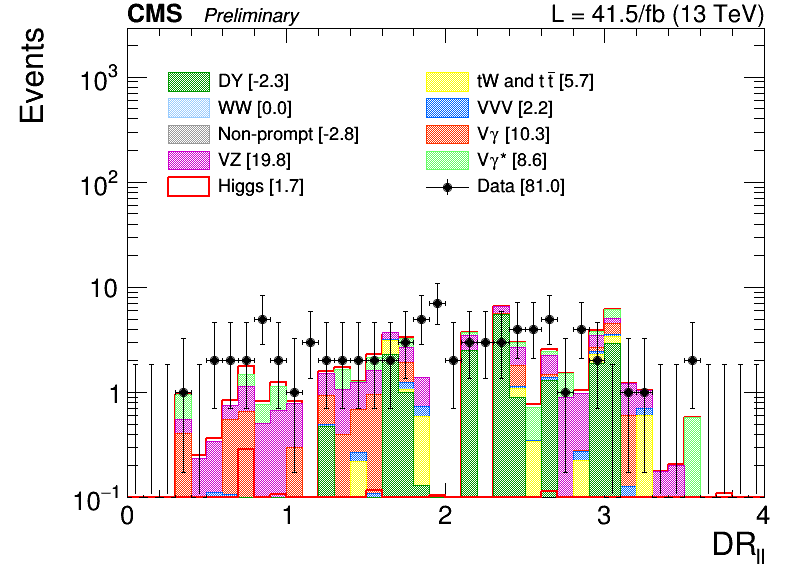 CMS Preliminary L = 41.5/fb (13 TeV)
Events
DY [-2.3] tW and tt̅ [5.7]
WW [0.0] VVV [2.2]
Non-prompt [-2.8] Vγ [10.3]
VZ [19.8] Vγ* [8.6]
Higgs [1.7] Data [81.0]
10³
10²
10
1
10⁻¹
0 1 2 3 4
DR_ll